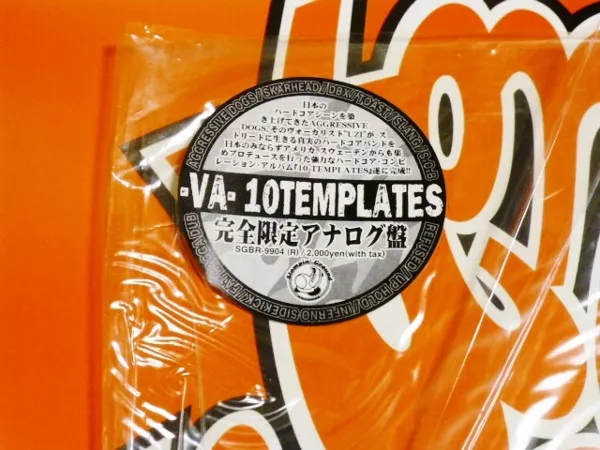 AGGRESSIVE DOGS/SKARHEAD/DBX/TOAST/SLANG/S.O.B
日本の
ハードコアシーンを築
き上げてきたAGGRESSIVE
DOGS、そのヴォーカリスト"UZI"が、ス
トリートに生きる真実のハードコアバンドを
日本のみならずアメリカ、スウェーデンからも集
めプロデュースを行った強力なハードコア・コンピ
レーション・アルバム『10 TEMPLATES』遂に完成!!
-VA- 10TEMPLATES
完全限定アナログ盤
SGBR-9904 (R) / 2,000yen(with tax)
REFUSED/UP HOLD/INFERNO SIDEKICK/